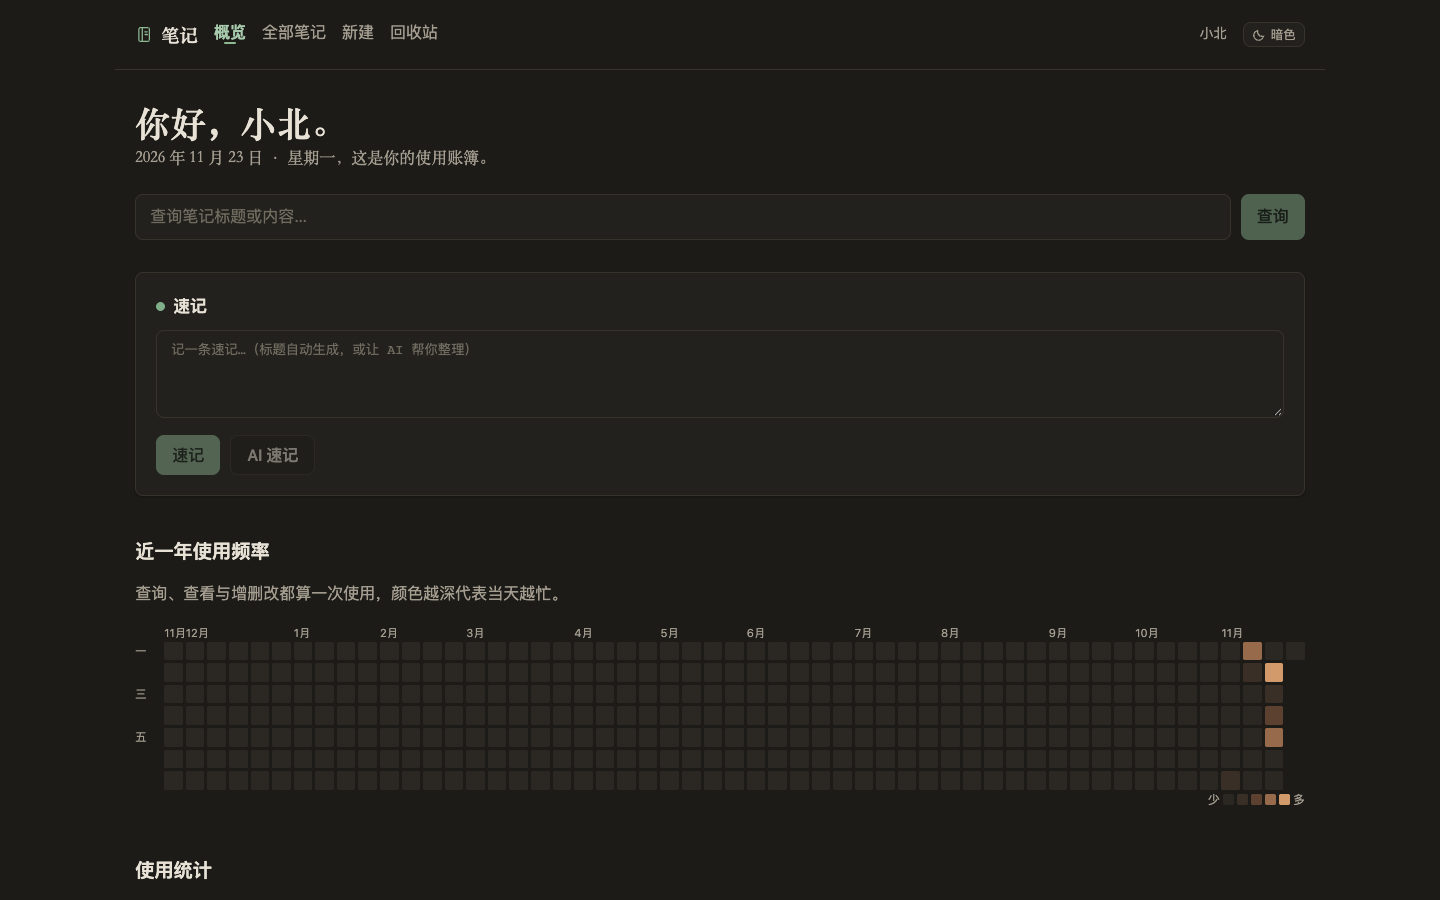 笔记 概览 全部笔记 新建 回收站 小北 暗色
你好，小北。
2026 年 11 月 23 日 · 星期一，这是你的使用账簿。
查询笔记标题或内容... 查询
速记
记一条速记…（标题自动生成，或让 AI 帮你整理）
速记 AI 速记
近一年使用频率
查询、查看与增删改都算一次使用，颜色越深代表当天越忙。
11月12月 1月 2月 3月 4月 5月 6月 7月 8月 9月 10月 11月
一
三
五
少 多
使用统计